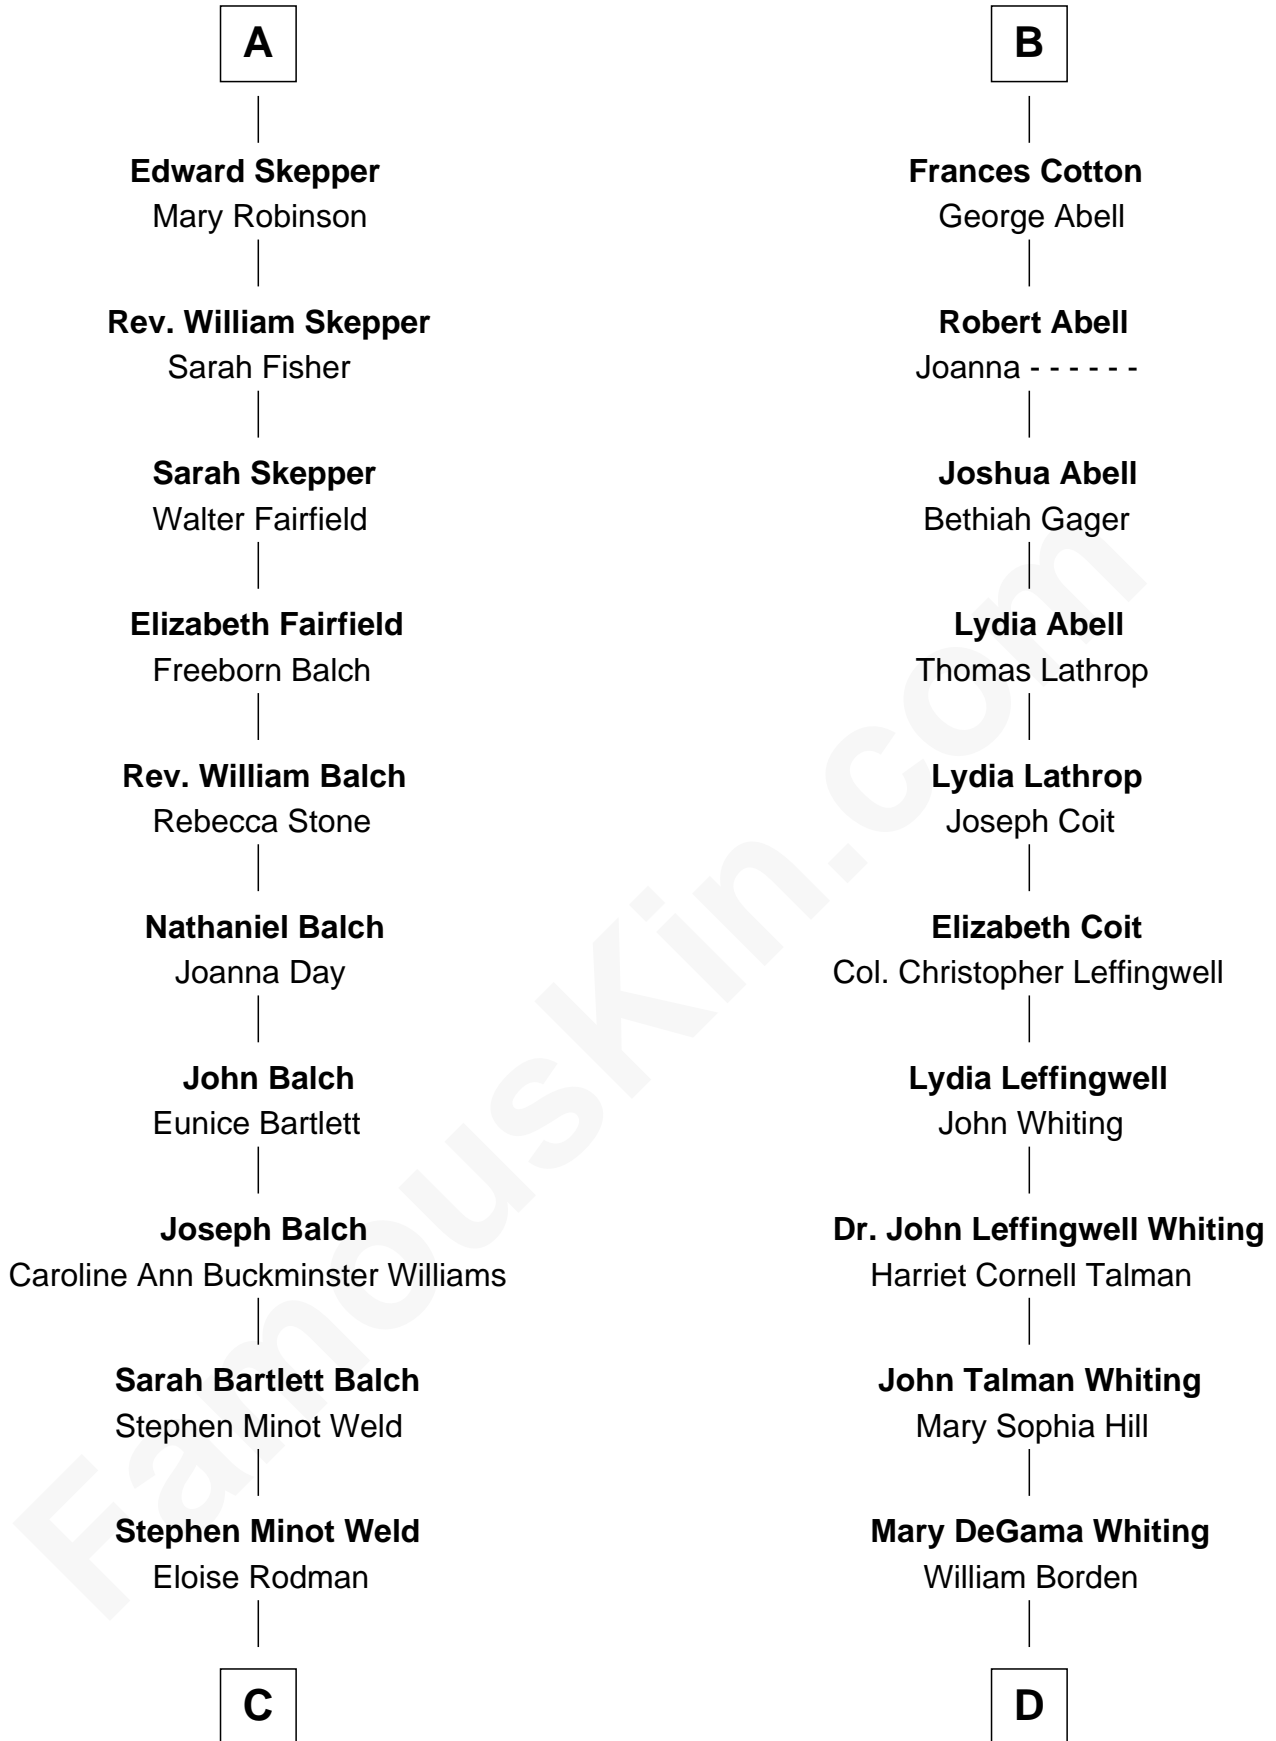 A
Edward Skepper
Mary Robinson
Rev. William Skepper
Sarah Fisher
Sarah Skepper
Walter Fairfield
Elizabeth Fairfield
Freeborn Balch
Rev. William Balch
Rebecca Stone
Nathaniel Balch
Joanna Day
John Balch
Eunice Bartlett
Joseph Balch
Caroline Ann Buckminster Williams
Sarah Bartlett Balch
Stephen Minot Weld
Stephen Minot Weld
Eloise Rodman
C
B
Frances Cotton
George Abell
Robert Abell
Joanna - - - - - -
Joshua Abell
Bethiah Gager
Lydia Abell
Thomas Lathrop
Lydia Lathrop
Joseph Coit
Elizabeth Coit
Col. Christopher Leffingwell
Lydia Leffingwell
John Whiting
Dr. John Leffingwell Whiting
Harriet Cornell Talman
John Talman Whiting
Mary Sophia Hill
Mary DeGama Whiting
William Borden
D
FamousKin.com